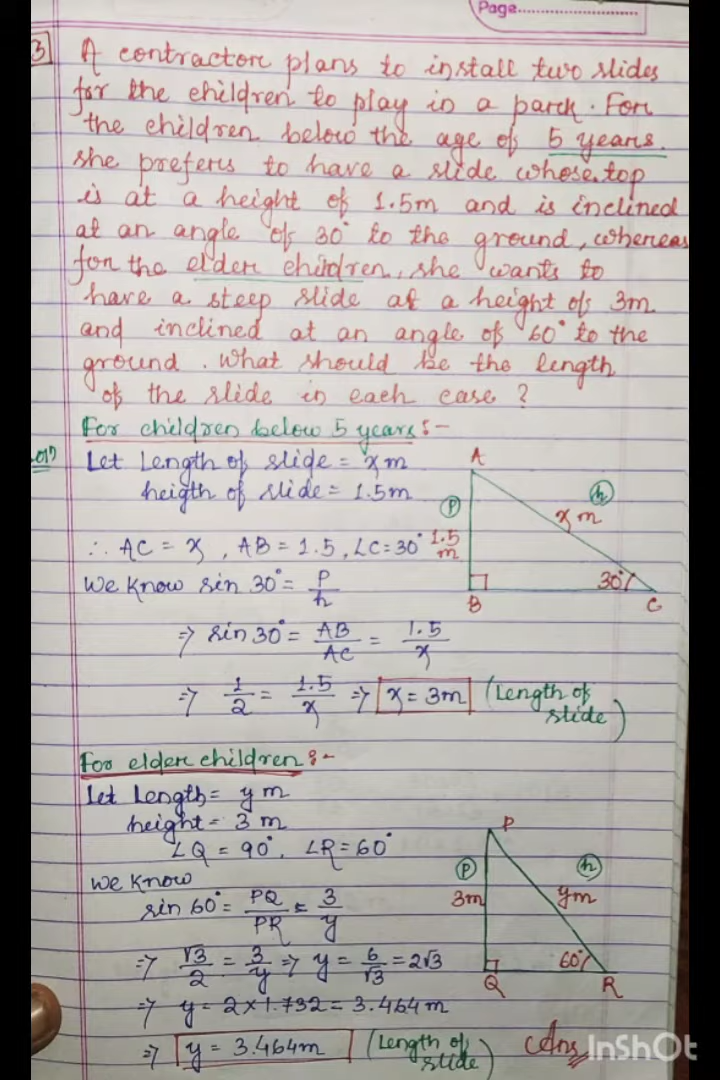 Page
3 A contractor plans to install two slides
for the children to play in a park. For
the children below the age of 5 years.
she prefers to have a slide whose top
is at a height of 1.5m and is inclined
at an angle of 30° to the ground, whereas
for the elder children, she wants to
have a steep slide at a height of 3m
and inclined at an angle of 60° to the
ground. What should be the length
of the slide in each case ?
For children below 5 years :-
Let Length of slide = x m
heigth of slide = 1.5m
∴ AC = x , AB = 1.5, ∠C = 30°
We know sin 30° = P/h
⇒ sin 30° = AB/AC = 1.5/x
⇒ 1/2 = 1.5/x ⇒ x = 3m (Length of
slide)
A
P
h
x m
1.5
m
30°
B
C
For elder children :-
Let Length = y m
height = 3 m
∠Q = 90°, ∠R = 60°
We know
sin 60° = PQ/PR = 3/y
⇒ √3/2 = 3/y ⇒ y = 6/√3 = 2√3
⇒ y = 2×1.732 = 3.464 m
⇒ y = 3.464m (Length of
slide)
P
P
h
3m
ym
60°
Q
R
Ans
InShOt